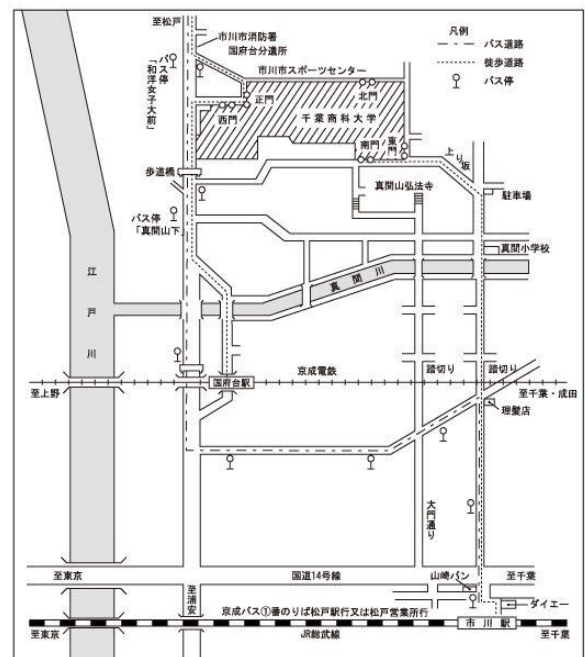 至松戸
市川市消防署
国府台分遣所
バス停
「和洋女子大前」
凡例
バス道路
徒歩道路
バス停
市川市スポーツセンター
正門
北門
西門
千葉商科大学
南門
東門
上り坂
歩道橋
真間山弘法寺
駐車場
バス停
「真間山下」
真間小学校
江戸川
真間川
京成電鉄
踏切り
踏切り
国府台駅
至上野
至千葉・成田
理髪店
大門通り
国道14号線
山崎パン
至東京
至千葉
至浦安
京成バス①番のりば松戸駅行又は松戸営業所行
ダイエー
市川駅
至東京
JR総武線
至千葉